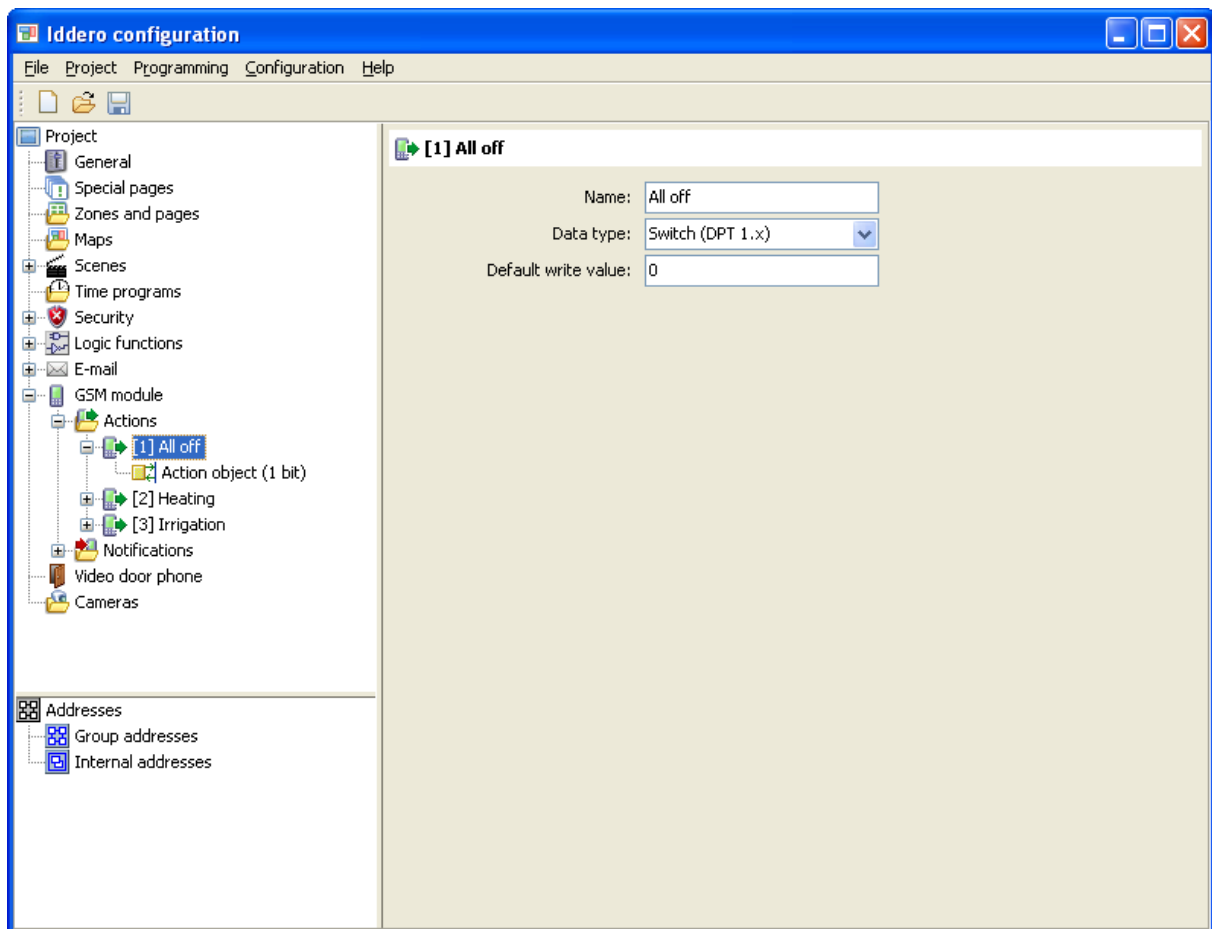 Iddero configuration
File Project Programming Configuration Help
Project
General
Special pages
Zones and pages
Maps
Scenes
Time programs
Security
Logic functions
E-mail
GSM module
Actions
[1] All off
Action object (1 bit)
[2] Heating
[3] Irrigation
Notifications
Video door phone
Cameras
Addresses
Group addresses
Internal addresses
[1] All off
Name: All off
Data type: Switch (DPT 1.x)
Default write value: 0